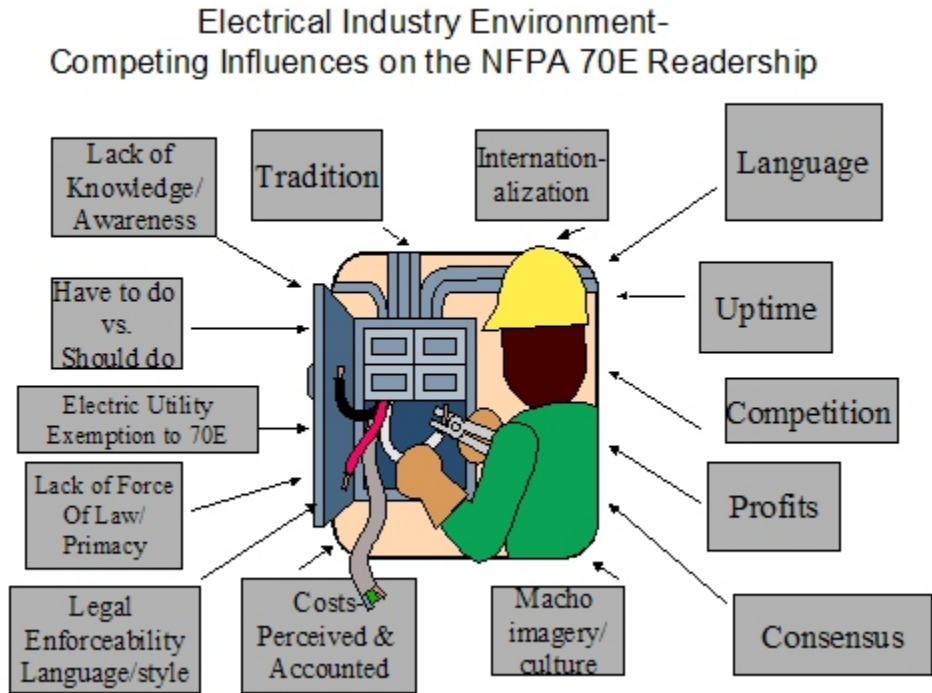 Electrical Industry Environment-
Competing Influences on the NFPA 70E Readership
Lack of
Knowledge/
Awareness
Tradition
Internation-
alization
Language
Have to do
vs.
Should do
Uptime
Electric Utility
Exemption to 70E
Competition
Lack of Force
Of Law/
Primacy
Profits
Legal
Enforceability
Language/style
Costs-
Perceived &
Accounted
Macho
imagery/
culture
Consensus